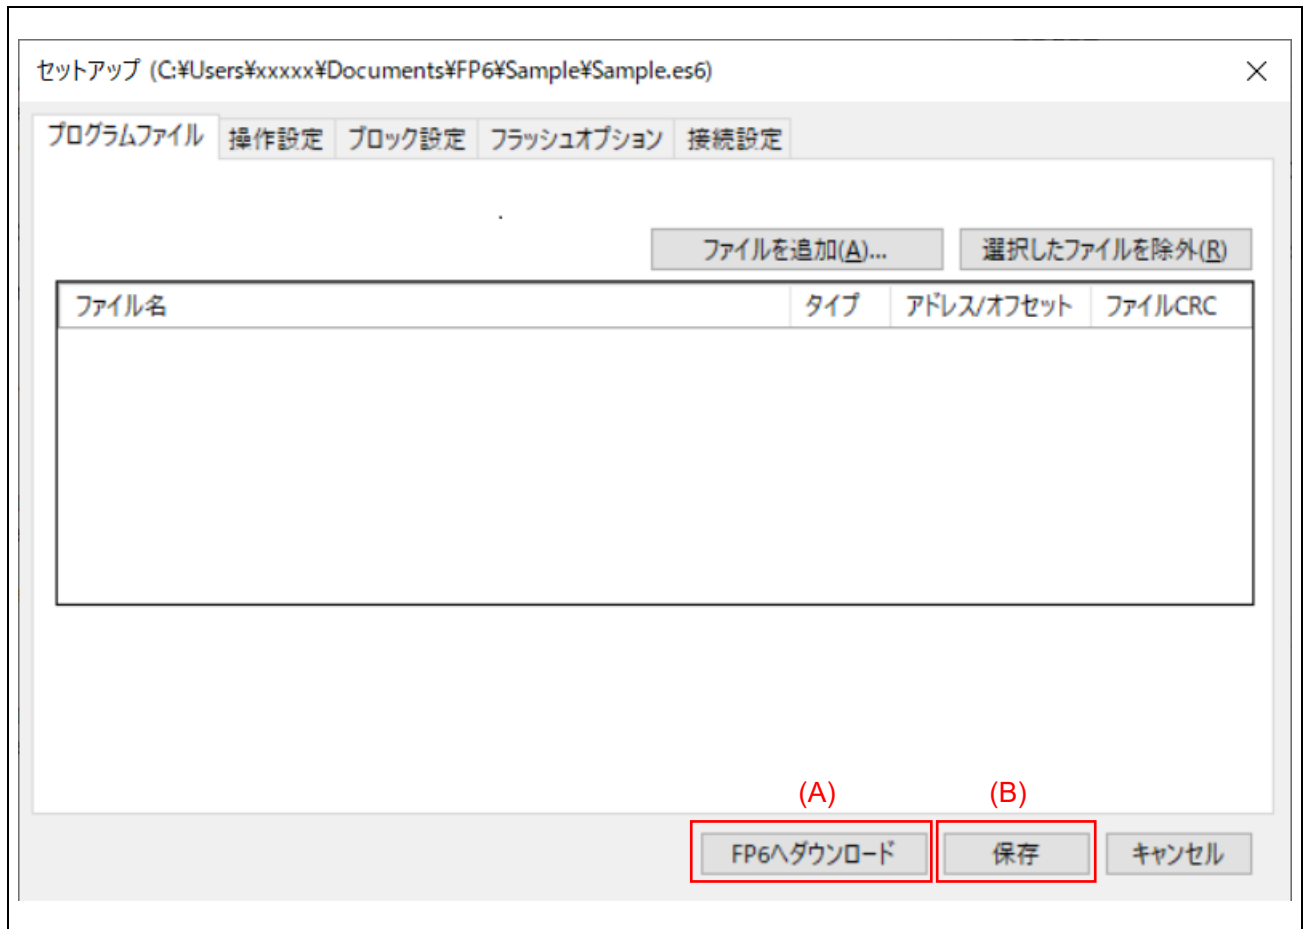 セットアップ (C:¥Users¥xxxxx¥Documents¥FP6¥Sample¥Sample.es6)
プログラムファイル 操作設定 ブロック設定 フラッシュオプション 接続設定
ファイルを追加(A)... 選択したファイルを除外(R)
ファイル名 タイプ アドレス/オフセット ファイルCRC
(A) (B)
FP6へダウンロード 保存 キャンセル